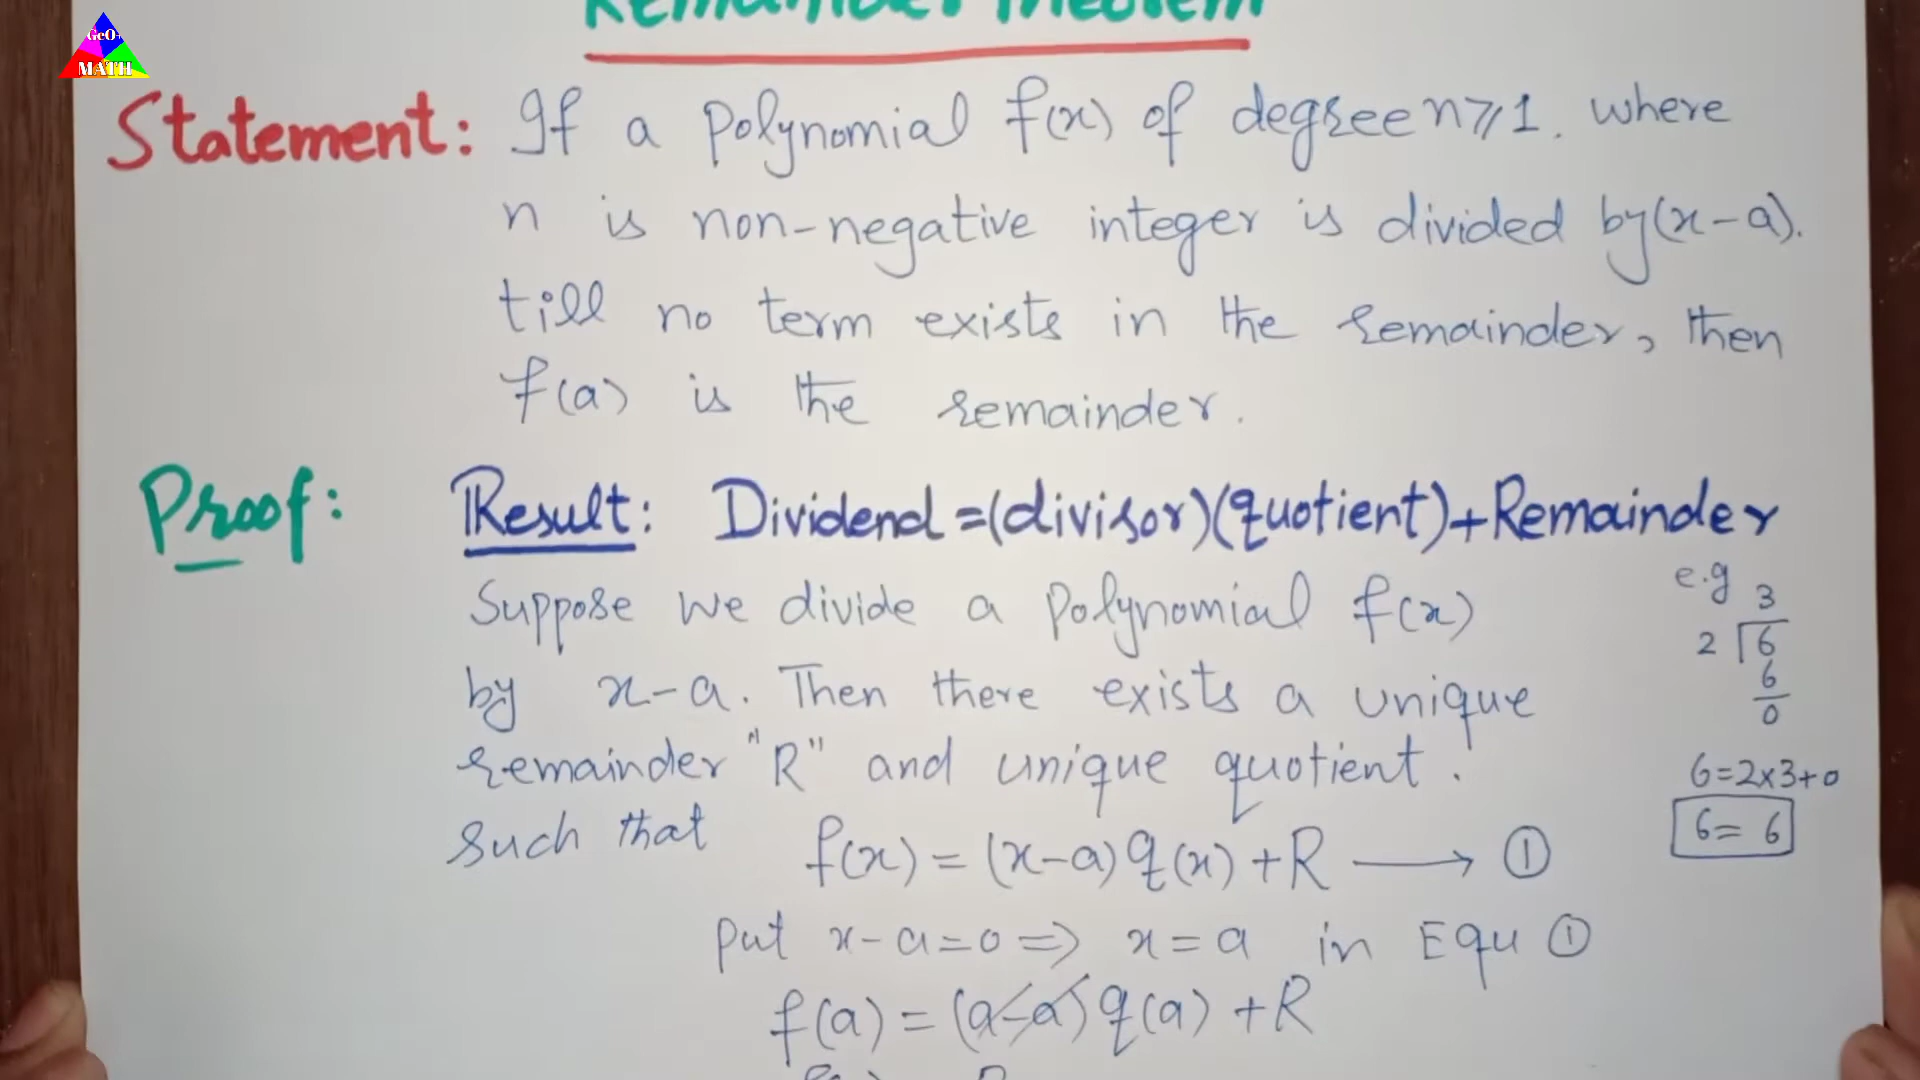 Remainder Theorem
GeO+
MATH
Statement: If a polynomial f(x) of degree n⩾1. where
n is non-negative integer is divided by (x-a).
till no term exists in the remainder, then
f(a) is the remainder.
Proof: Result: Dividend =(divisor)(quotient)+Remainder
Suppose we divide a polynomial f(x)
by x-a. Then there exists a unique
remainder "R" and unique quotient.
such that f(x) = (x-a) q(x) + R ⟶ ①
put x-a=0 => x = a in Equ ①
f(a) = (a-a) q(a) + R
e.g
3
2 6
6
0
6=2x3+0
6= 6